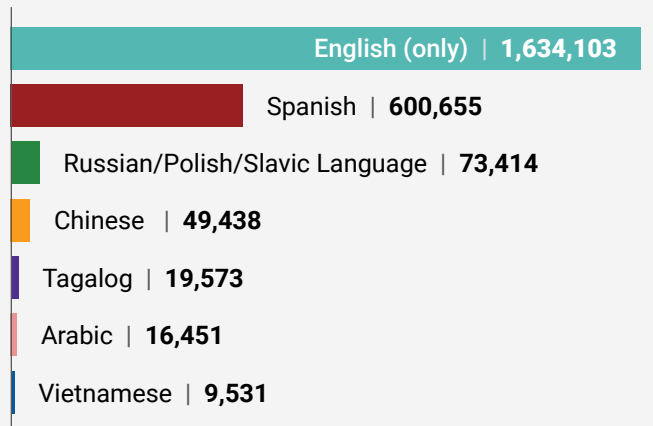 English (only) | 1,634,103
Spanish | 600,655
Russian/Polish/Slavic Language | 73,414
Chinese | 49,438
Tagalog | 19,573
Arabic | 16,451
Vietnamese | 9,531